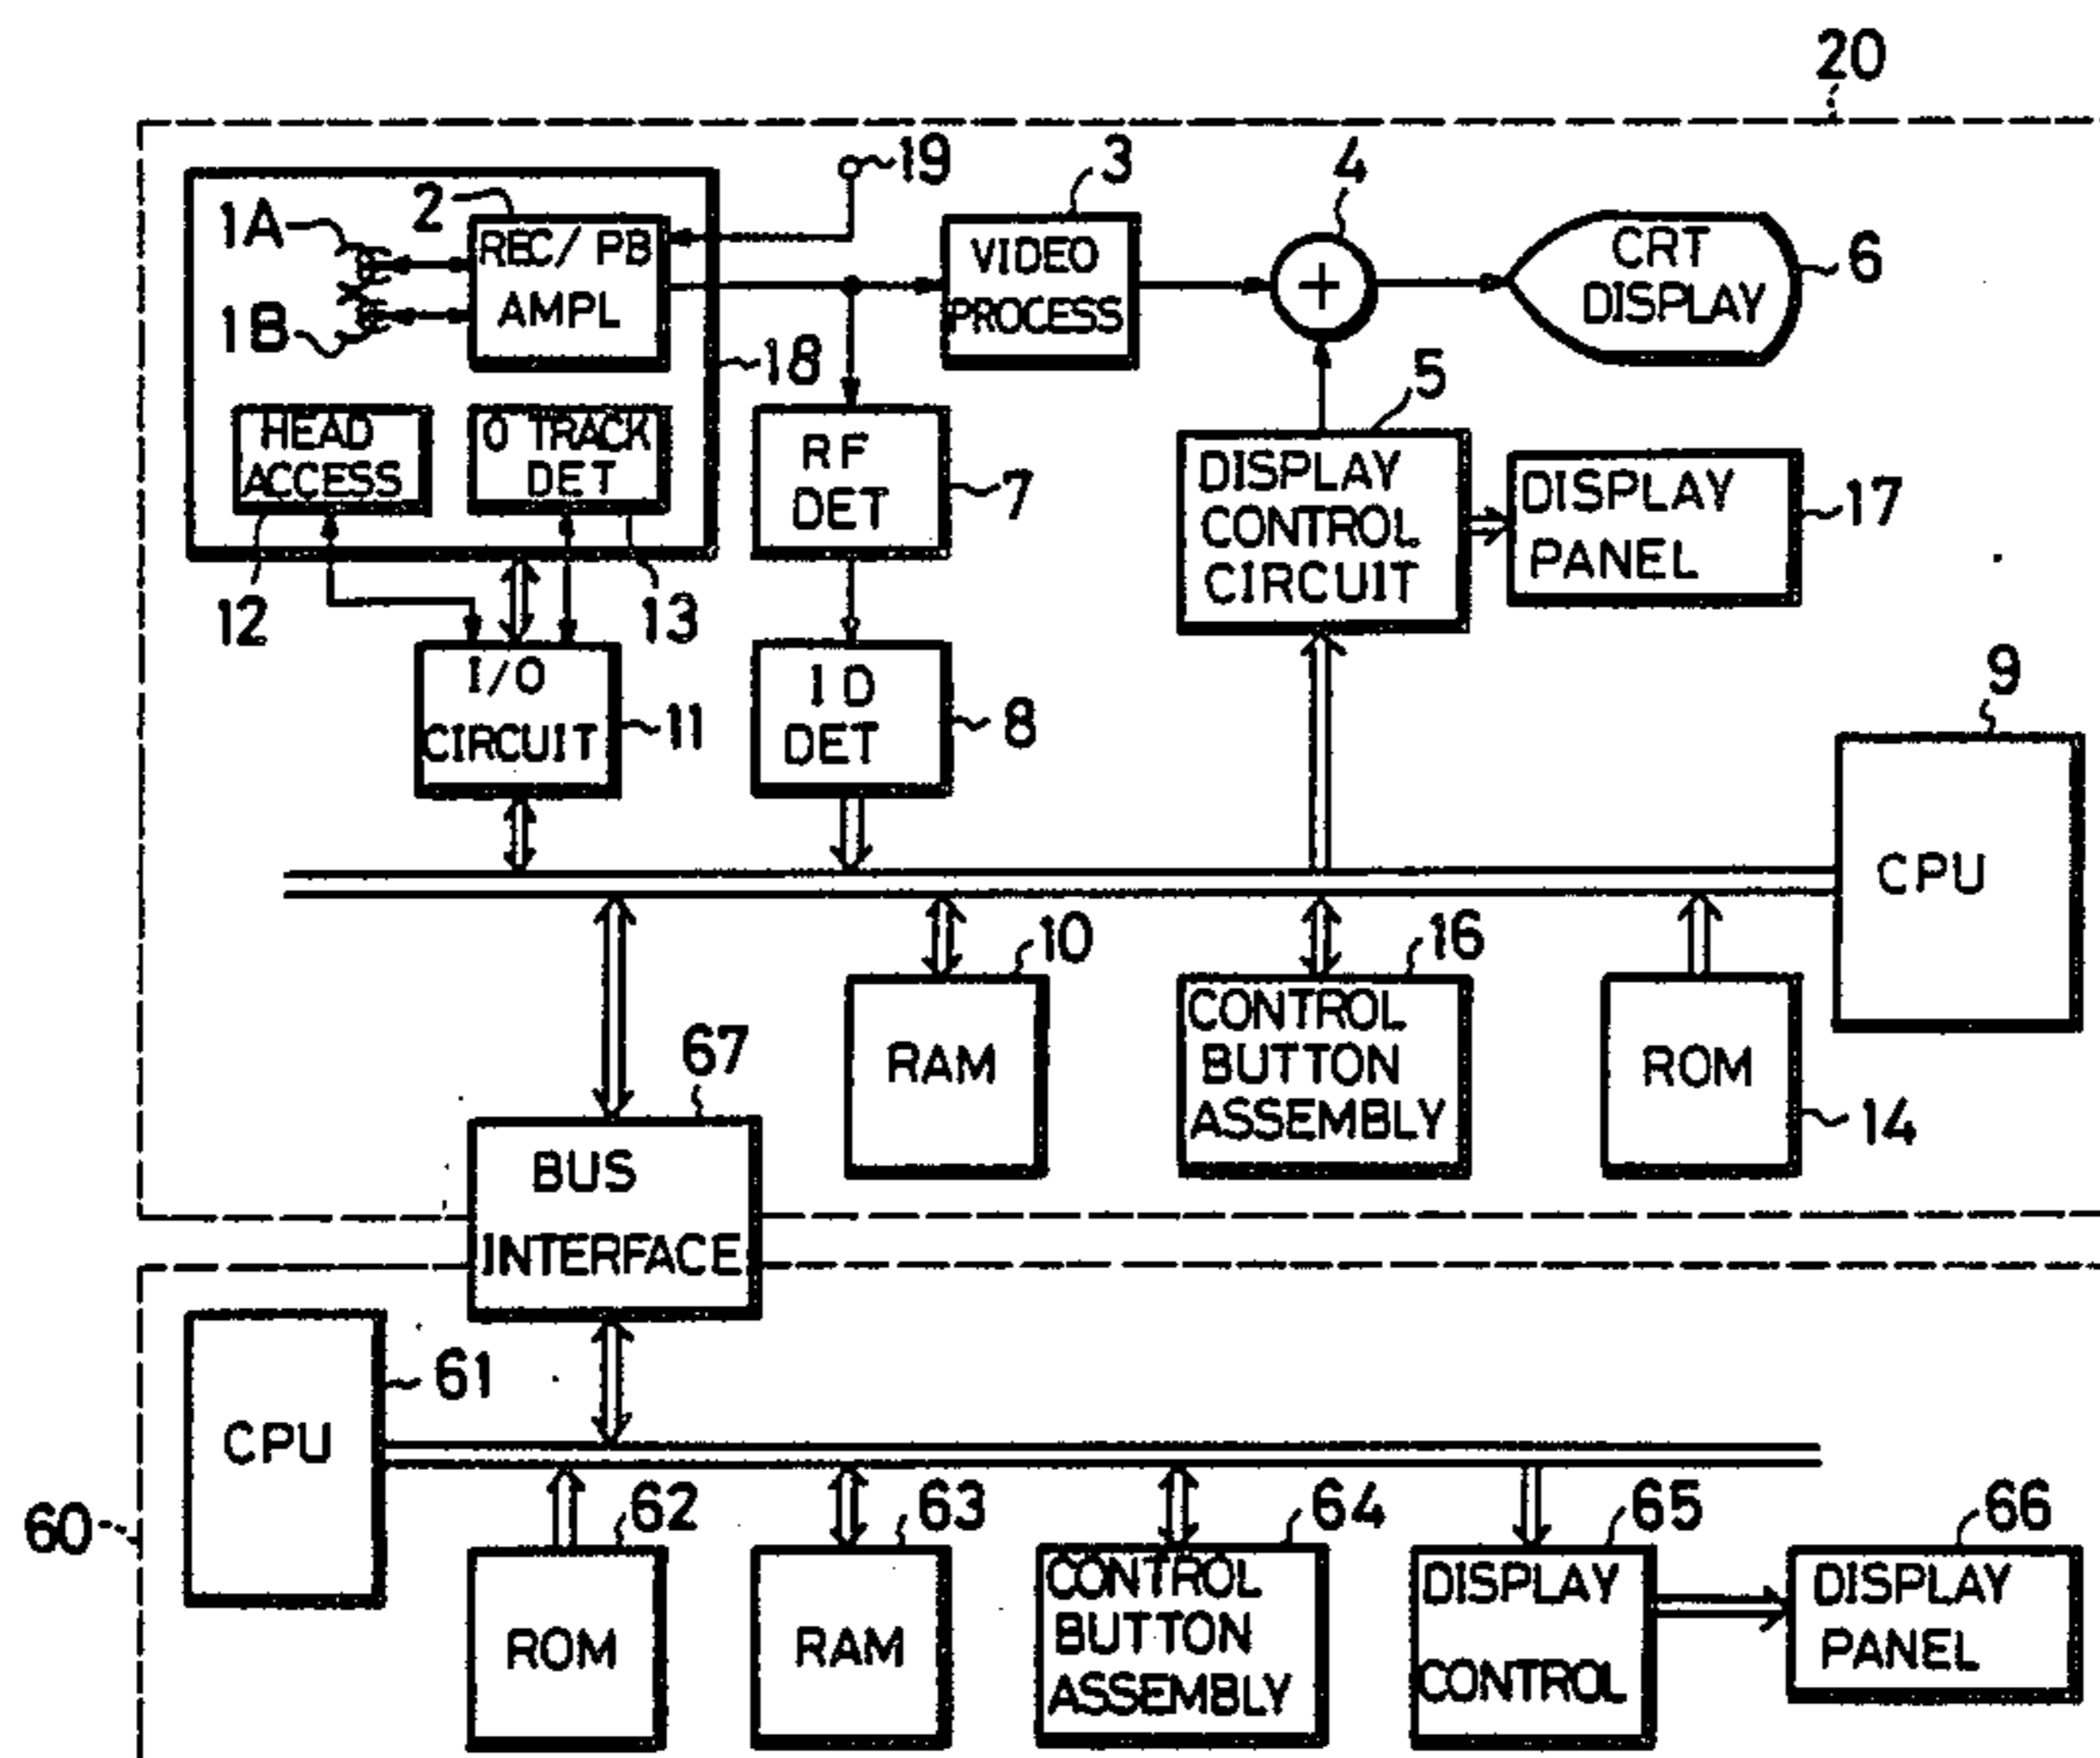 20
1A
1B
2
REC/PB
AMPL
19
3
VIDEO
PROCESS
4
+
CRT
DISPLAY
6
18
HEAD
ACCESS
0 TRACK
DET
12
13
RF
DET
7
5
DISPLAY
CONTROL
CIRCUIT
DISPLAY
PANEL
17
I/O
CIRCUIT
11
ID
DET
8
9
CPU
10
RAM
16
CONTROL
BUTTON
ASSEMBLY
ROM
14
67
BUS
INTERFACE
60
CPU
61
62
ROM
63
RAM
64
CONTROL
BUTTON
ASSEMBLY
65
DISPLAY
CONTROL
66
DISPLAY
PANEL